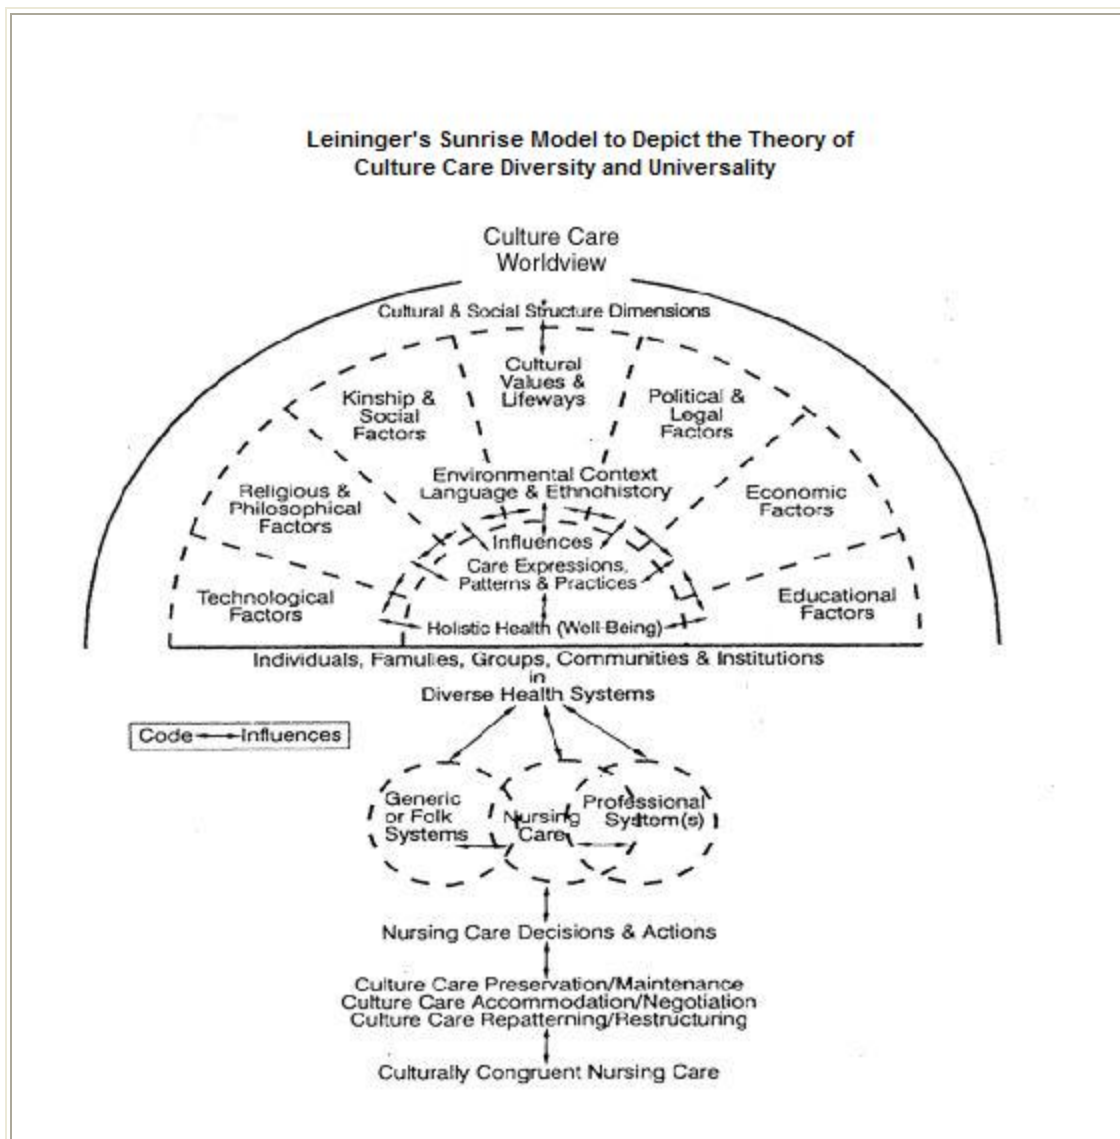 Leininger's Sunrise Model to Depict the Theory of
Culture Care Diversity and Universality
Culture Care
Worldview
Cultural & Social Structure Dimensions
Cultural
Values &
Lifeways
Kinship &
Social
Factors
Political &
Legal
Factors
Environmental Context
Language & Ethnohistory
Religious &
Philosophical
Factors
Economic
Factors
Influences
Care Expressions,
Patterns & Practices
Technological
Factors
Educational
Factors
Holistic Health (Well-Being)
Individuals, Families, Groups, Communities & Institutions
in
Diverse Health Systems
Code Influences
Generic
or Folk
Systems
Nursing
Care
Professional
System(s)
Nursing Care Decisions & Actions
Culture Care Preservation/Maintenance
Culture Care Accommodation/Negotiation
Culture Care Repatterning/Restructuring
Culturally Congruent Nursing Care